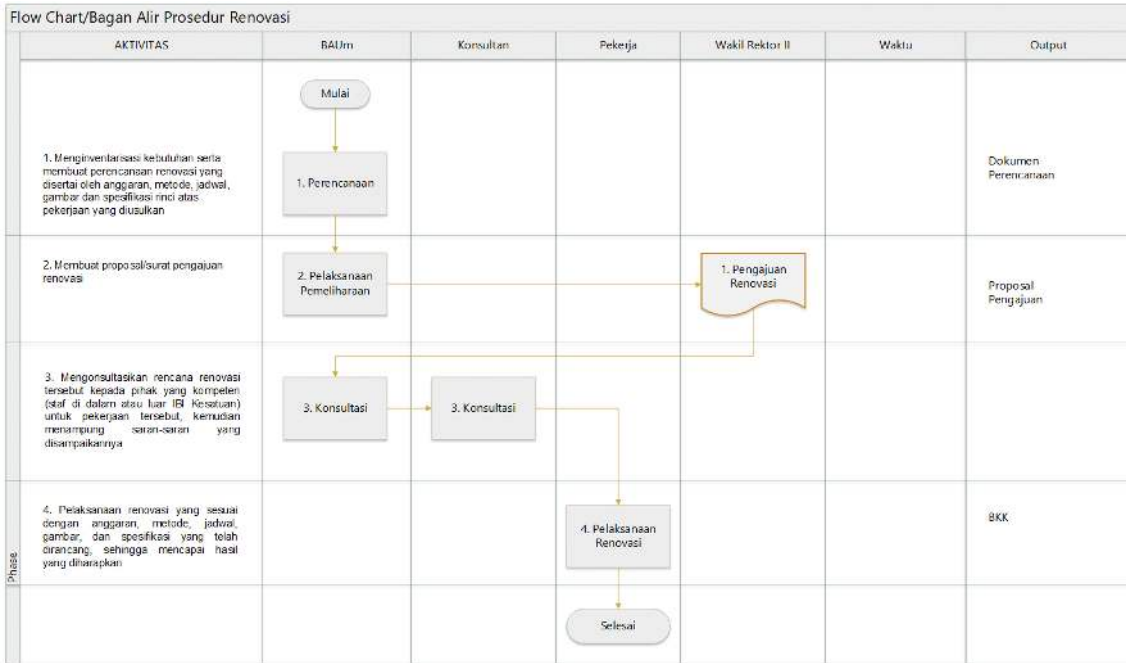 Flow Chart/Bagan Alir Prosedur Renovasi
AKTIVITAS
BAUm
Konsultan
Pekerja
Wakil Rektor II
Waktu
Output
Mulai
1. Menginventarisasi kebutuhan serta
membuat perencanaan renovasi yang
disertai oleh anggaran, metode, jadwal,
gambar dan spesifikasi rinci atas
pekerjaan yang diusulkan
1. Perencanaan
Dokumen
Perencanaan
2. Membuat proposal/surat pengajuan
renovasi
2. Pelaksanaan
Pemeliharaan
1. Pengajuan
Renovasi
Proposal
Pengajuan
3. Mengonsultasikan rencana renovasi
tersebut kepada pihak yang kompeten
(staf di dalam atau luar IBI Kesatuan)
untuk pekerjaan tersebut, kemudian
menampung saran-saran yang
disampaikannya
3. Konsultasi
3. Konsultasi
4. Pelaksanaan renovasi yang sesuai
dengan anggaran, metode, jadwal,
gambar, dan spesifikasi yang telah
dirancang, sehingga mencapai hasil
yang diharapkan
4. Pelaksanaan
Renovasi
BKK
Phase
Selesai